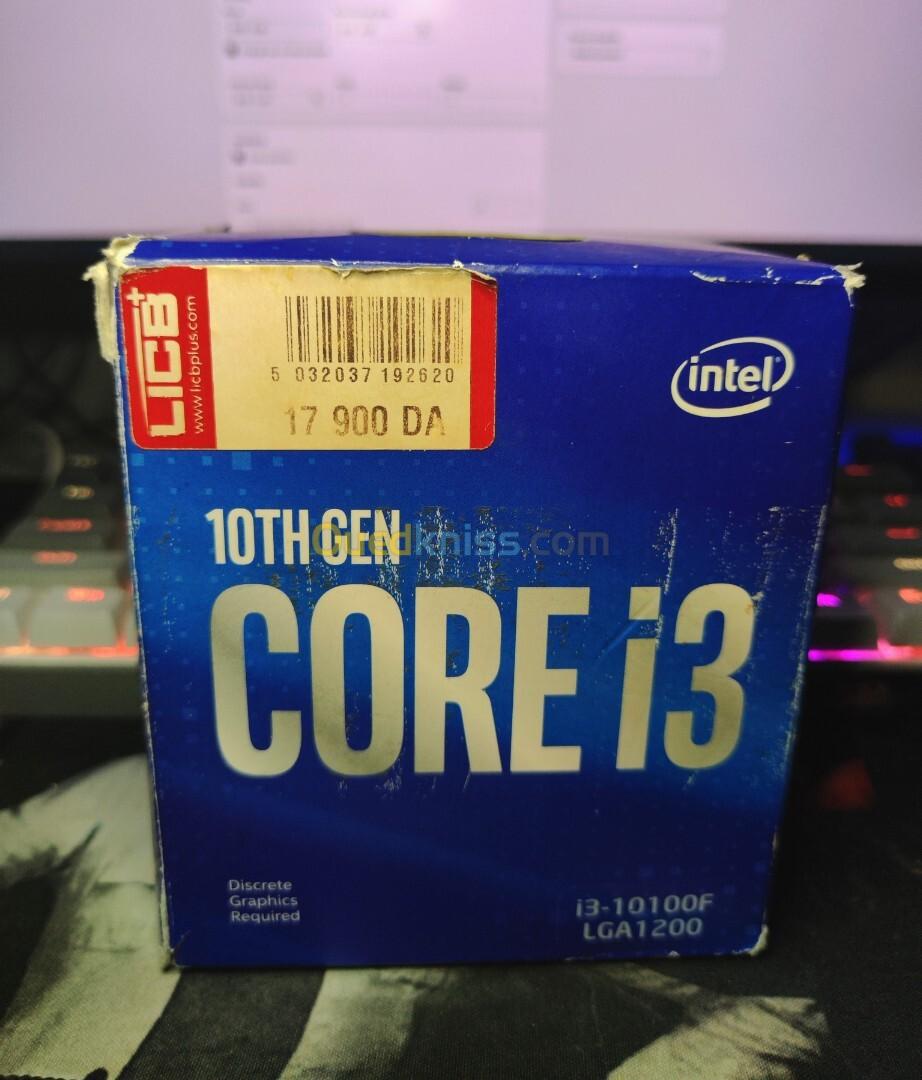 LICB+
www.licbplus.com
5 032037 192620
17 900 DA
intel
10TH GEN
Ouedkniss.com
CORE i3
Discrete
Graphics
Required
i3-10100F
LGA1200